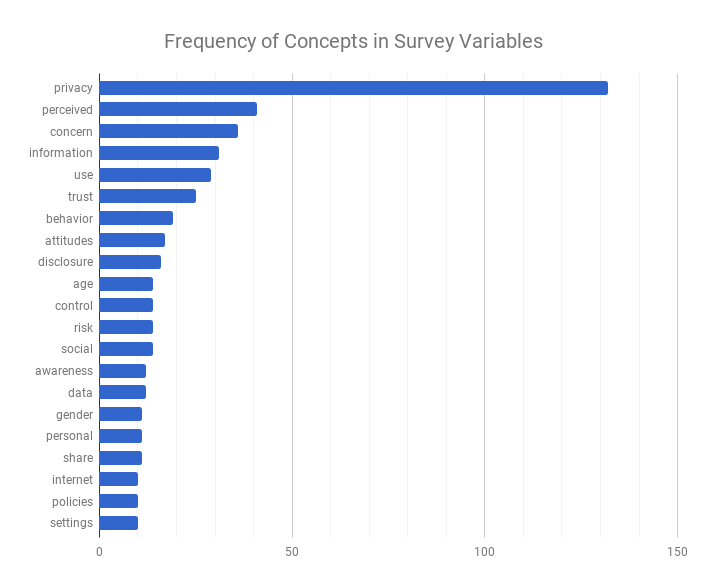 Frequency of Concepts in Survey Variables
privacy
perceived
concern
information
use
trust
behavior
attitudes
disclosure
age
control
risk
social
awareness
data
gender
personal
share
internet
policies
settings
0 50 100 150